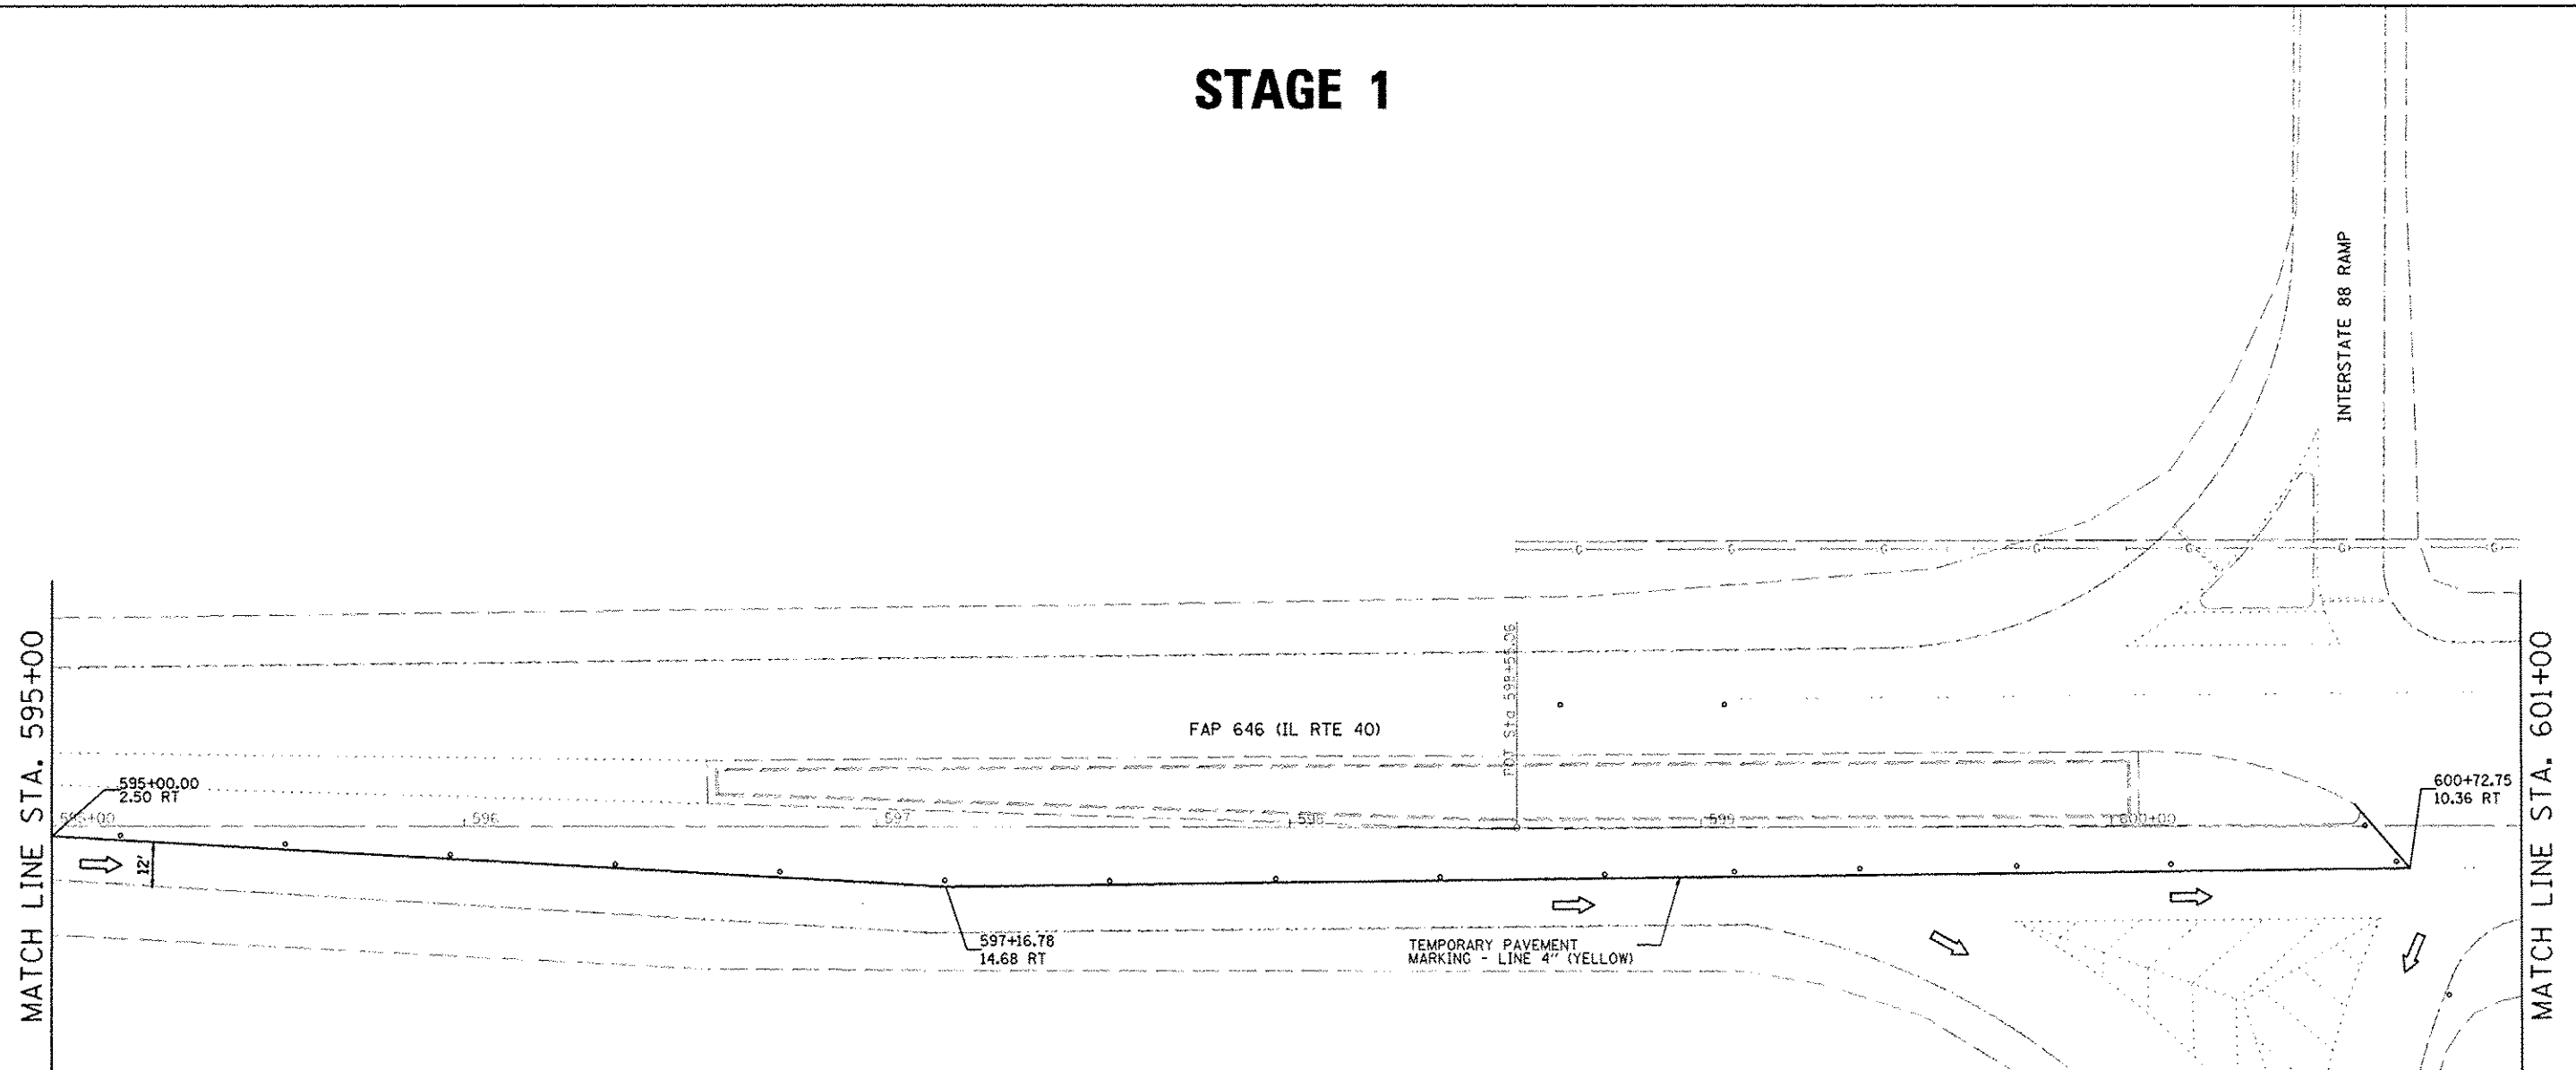 STAGE 1
INTERSTATE 88 RAMP
MATCH LINE STA. 595+00
MATCH LINE STA. 601+00
FAP 646 (IL RTE 40)
595+00.00
2.50 RT
600+72.75
10.36 RT
595+00
596
597
598
599
600+00
12'
597+16.78
14.68 RT
TEMPORARY PAVEMENT
MARKING - LINE 4" (YELLOW)
G G G G G G G